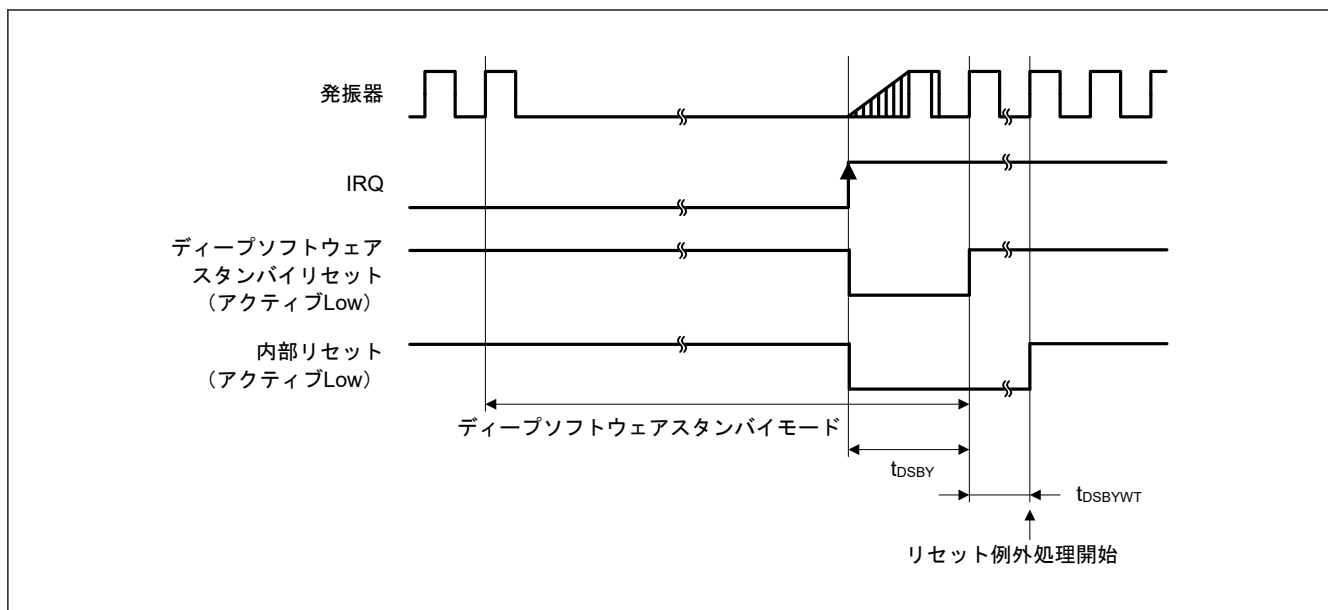 発振器
IRQ
ディープソフトウェア
スタンバイリセット
（アクティブLow）
内部リセット
（アクティブLow）
ディープソフトウェアスタンバイモード
tDSBY
tDSBYWT
リセット例外処理開始